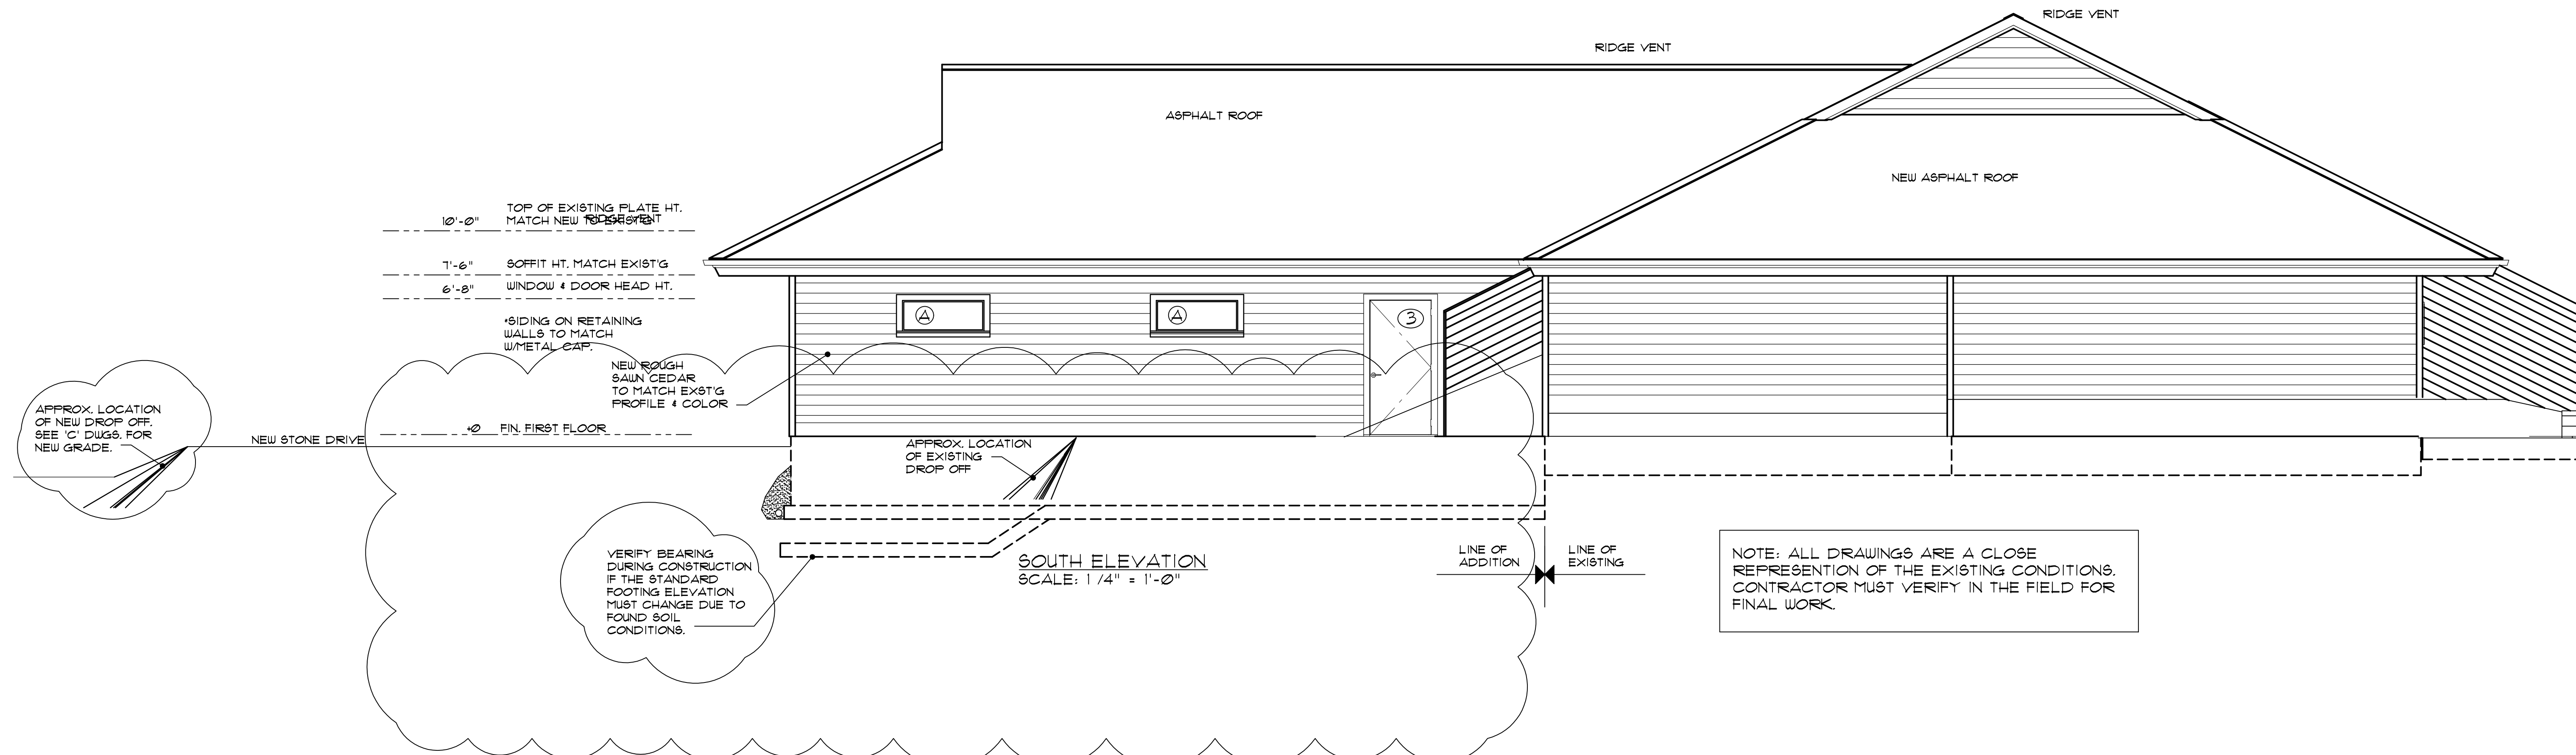 RIDGE VENT
RIDGE VENT
ASPHALT ROOF
NEW ASPHALT ROOF
10'-0"
TOP OF EXISTING PLATE HT.
MATCH NEW TO EXIST'G
RIDGE VENT
7'-6"
SOFFIT HT. MATCH EXIST'G
6'-8"
WINDOW & DOOR HEAD HT.
*SIDING ON RETAINING
WALLS TO MATCH
W/METAL CAP.
NEW ROUGH
SAWN CEDAR
TO MATCH EXST'G
PROFILE & COLOR
A
A
3
APPROX. LOCATION
OF NEW DROP OFF.
SEE 'C' DWGS. FOR
NEW GRADE.
NEW STONE DRIVE
±0
FIN. FIRST FLOOR
APPROX. LOCATION
OF EXISTING
DROP OFF
VERIFY BEARING
DURING CONSTRUCTION
IF THE STANDARD
FOOTING ELEVATION
MUST CHANGE DUE TO
FOUND SOIL
CONDITIONS.
SOUTH ELEVATION
SCALE: 1 /4" = 1'-0"
LINE OF
ADDITION
LINE OF
EXISTING
NOTE: ALL DRAWINGS ARE A CLOSE
REPRESENTION OF THE EXISTING CONDITIONS.
CONTRACTOR MUST VERIFY IN THE FIELD FOR
FINAL WORK.